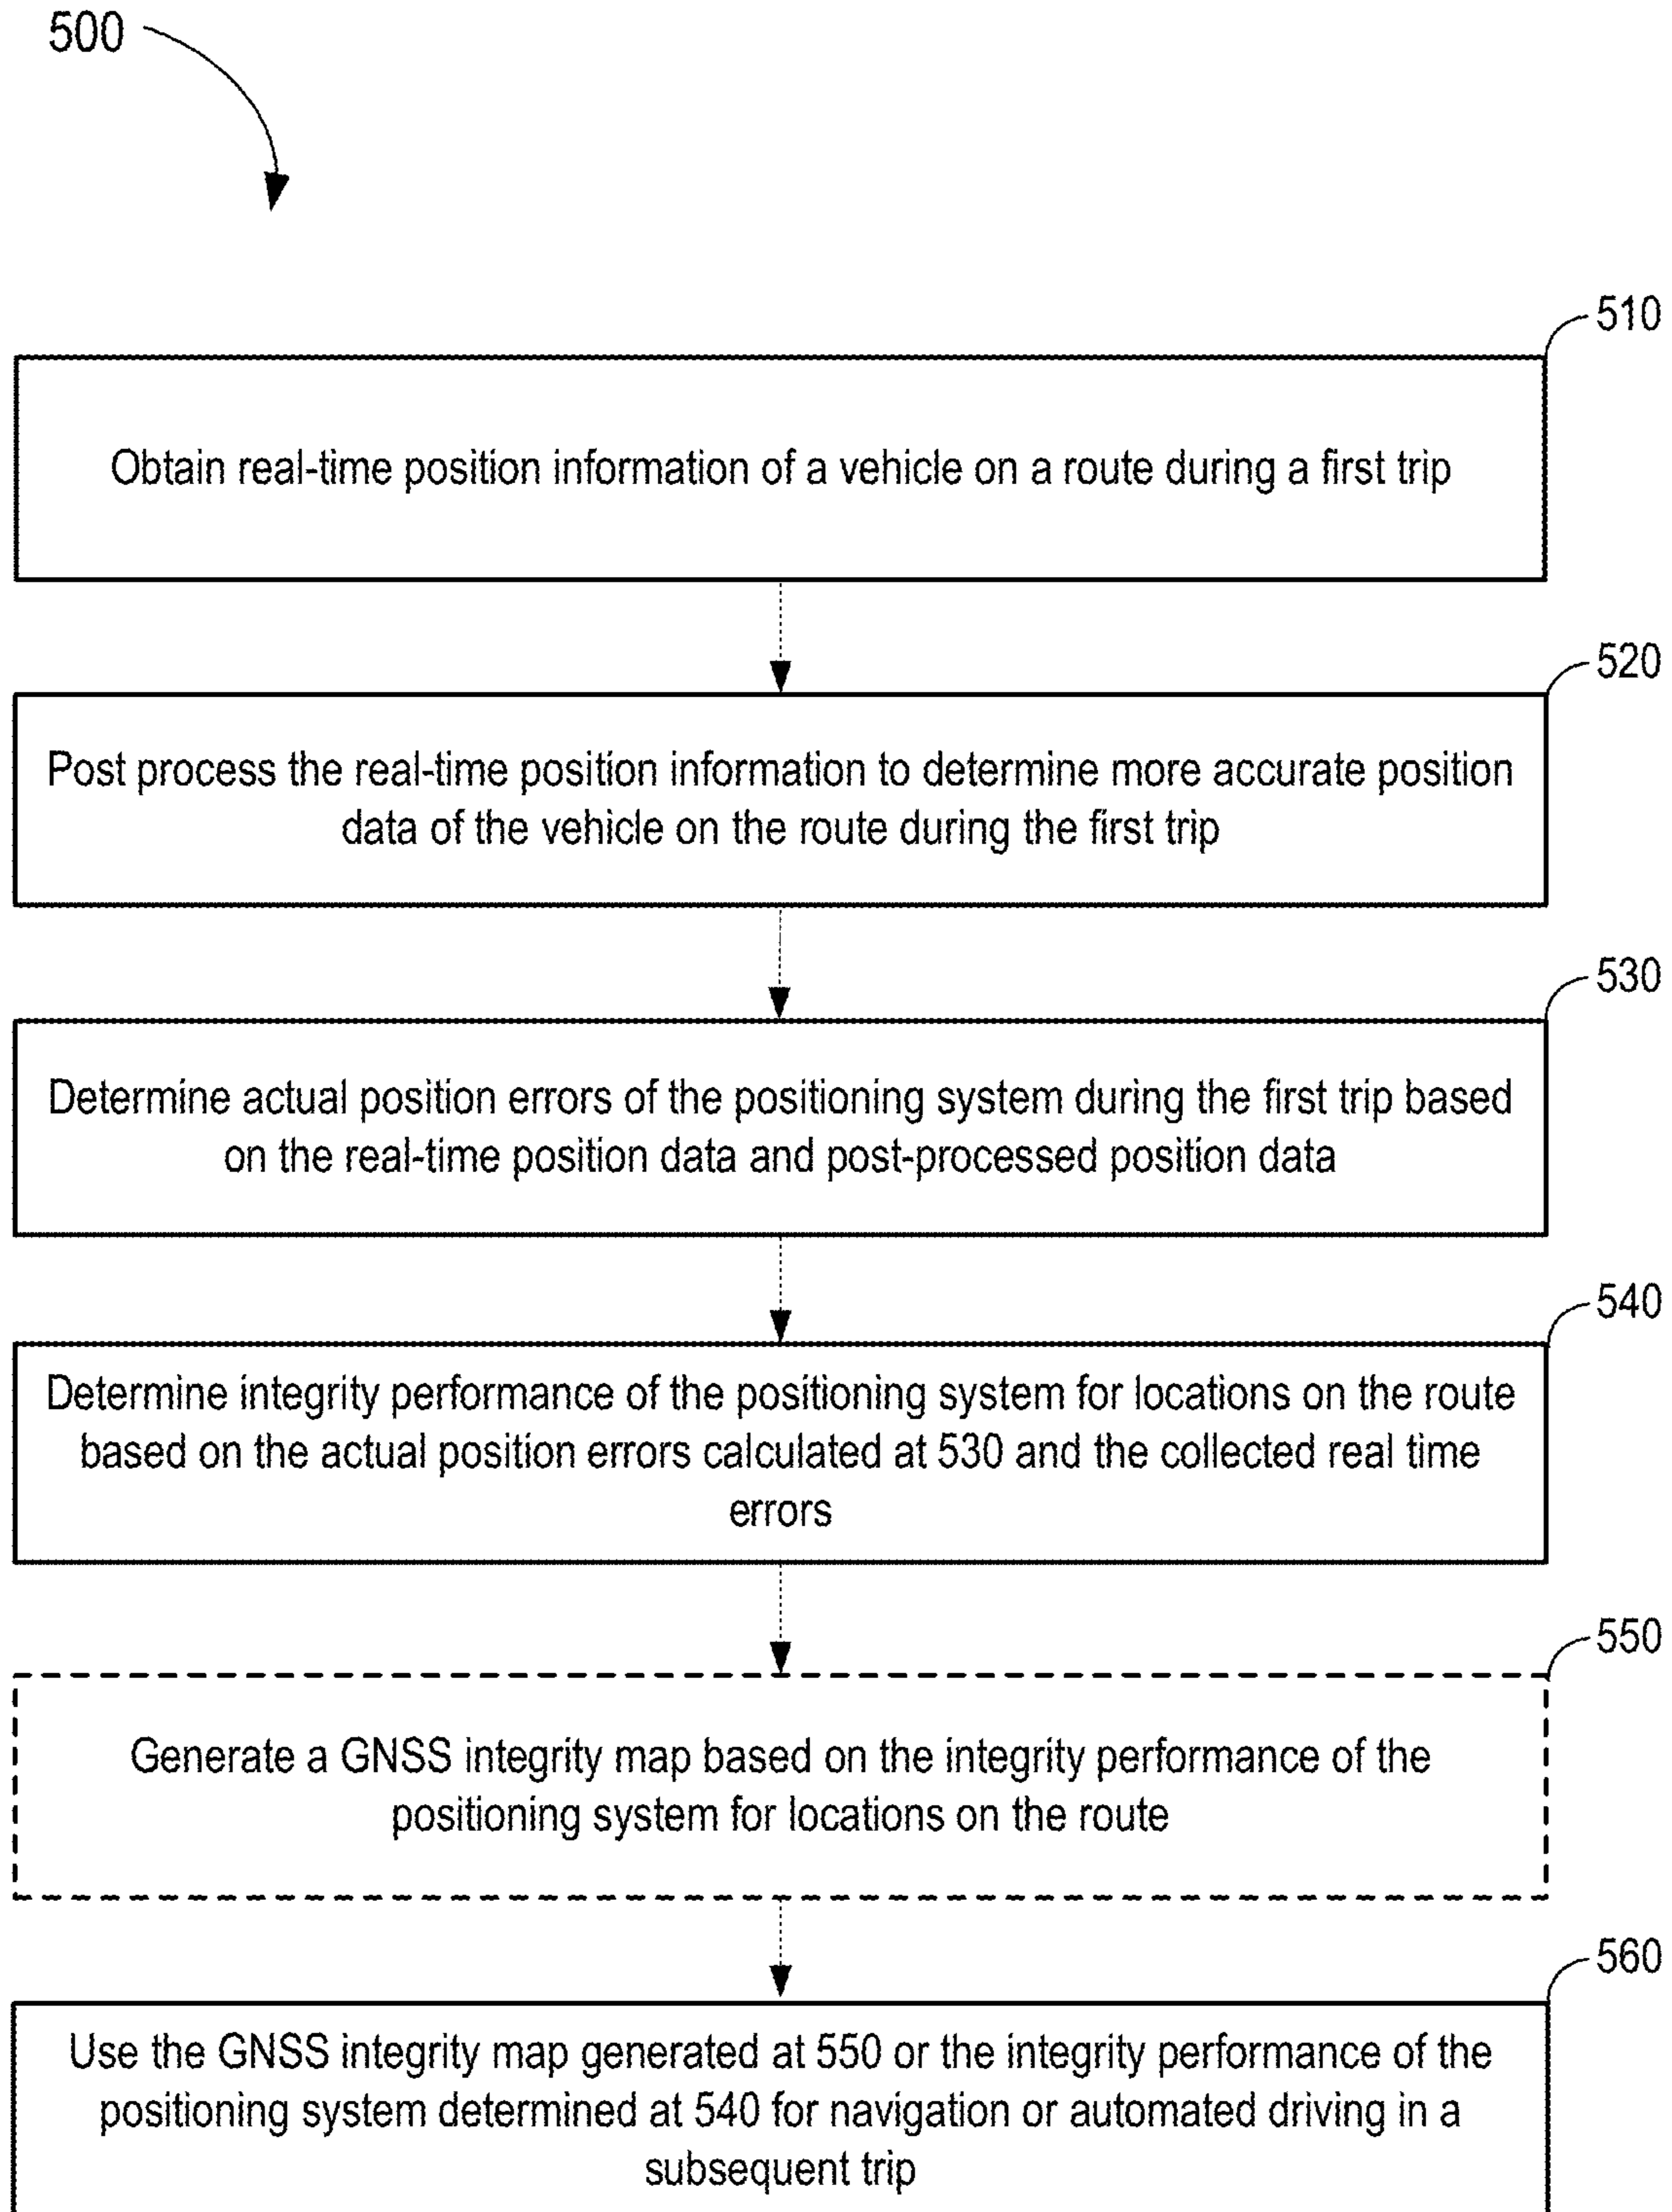 500
510
Obtain real-time position information of a vehicle on a route during a first trip
520
Post process the real-time position information to determine more accurate position
data of the vehicle on the route during the first trip
530
Determine actual position errors of the positioning system during the first trip based
on the real-time position data and post-processed position data
540
Determine integrity performance of the positioning system for locations on the route
based on the actual position errors calculated at 530 and the collected real time
errors
550
Generate a GNSS integrity map based on the integrity performance of the
positioning system for locations on the route
560
Use the GNSS integrity map generated at 550 or the integrity performance of the
positioning system determined at 540 for navigation or automated driving in a
subsequent trip